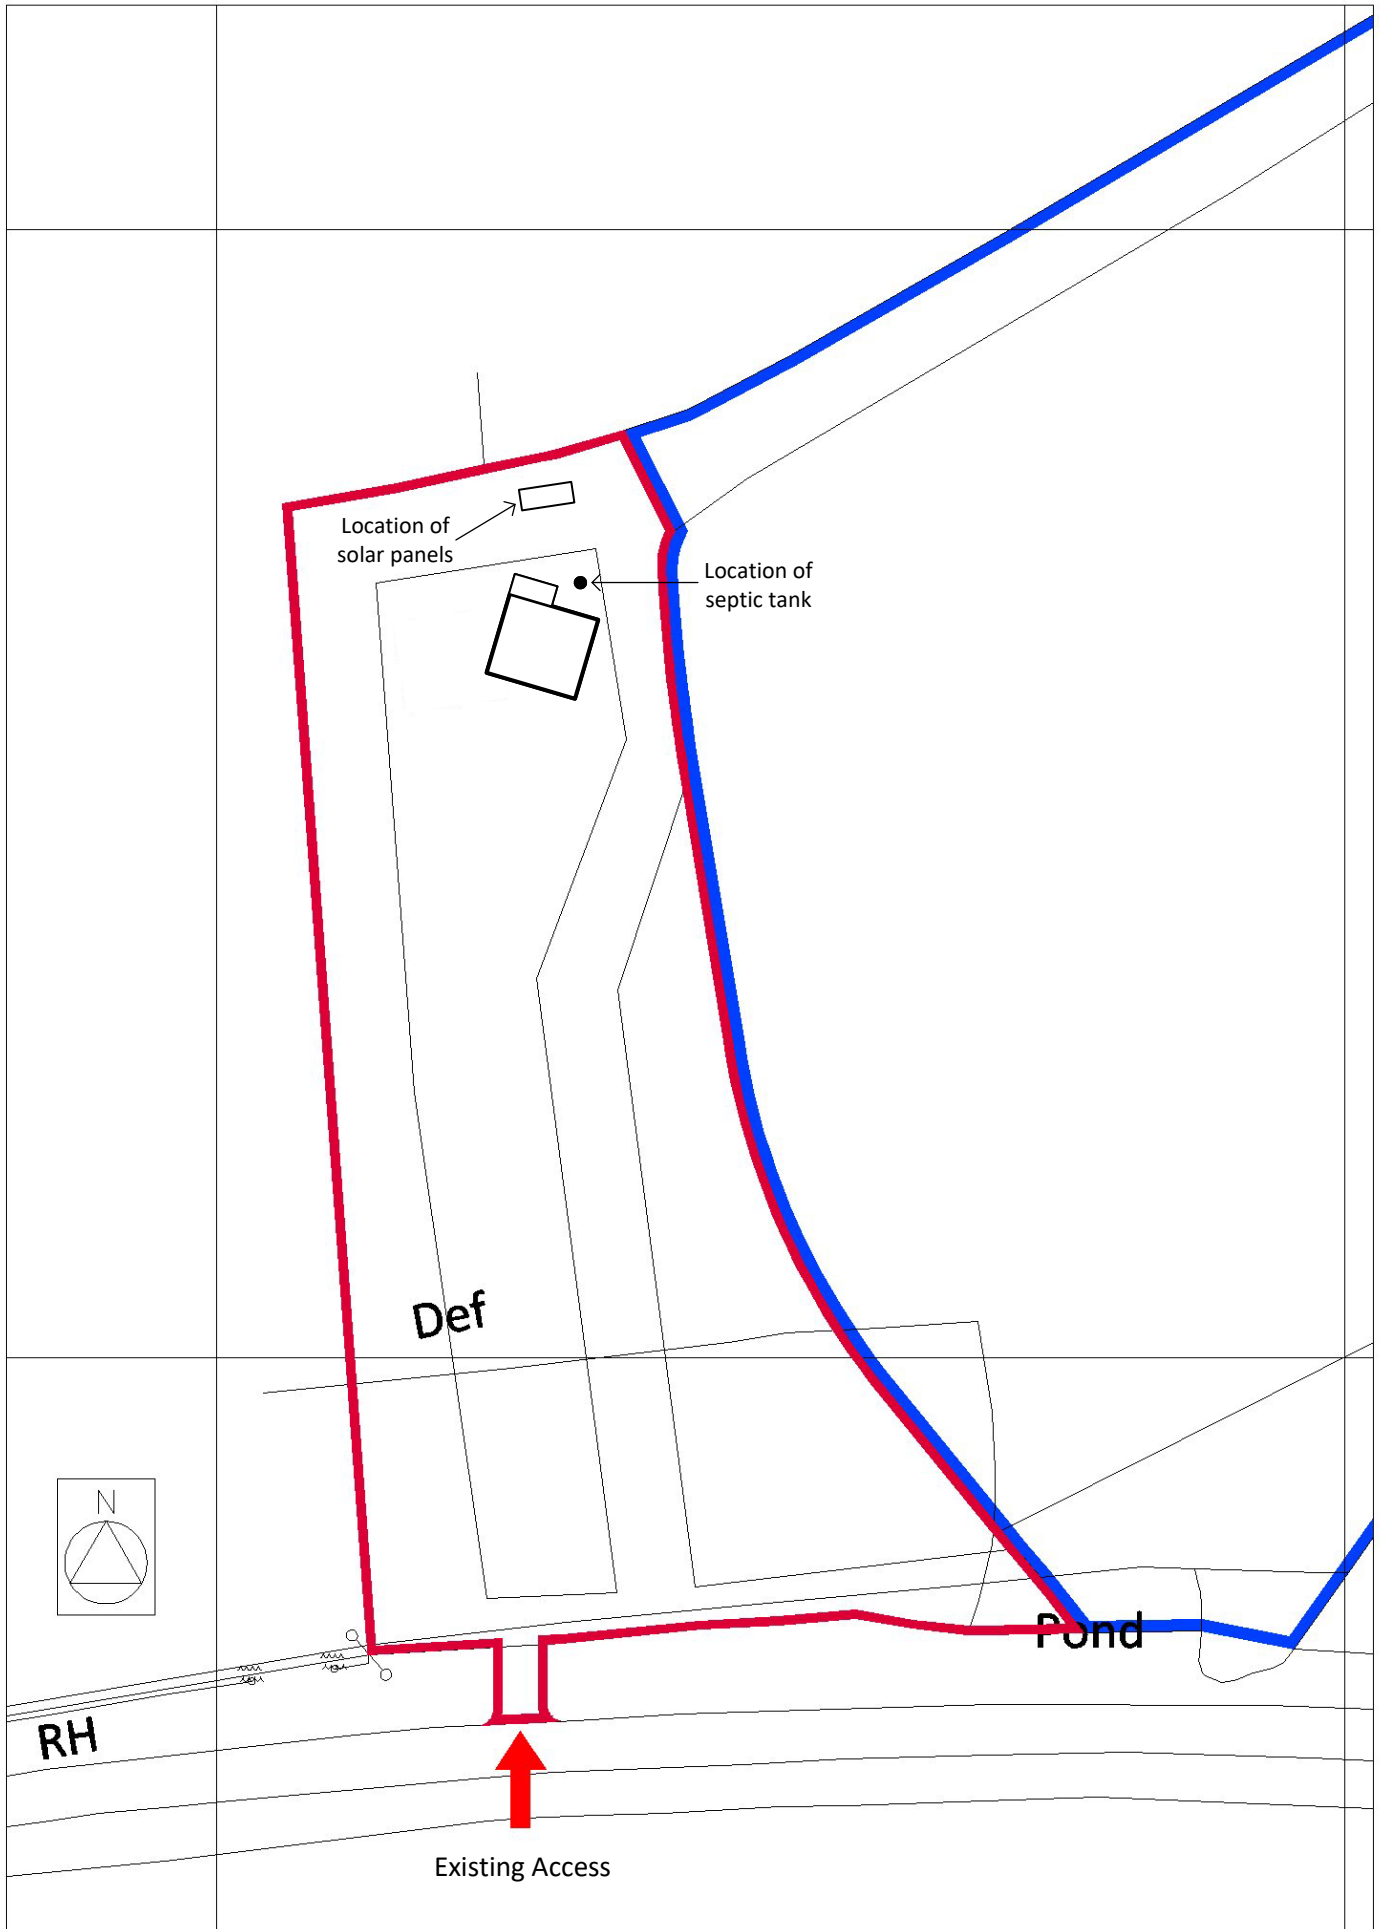 Location of
solar panels
Location of
septic tank
Def
N
Pond
RH
Existing Access